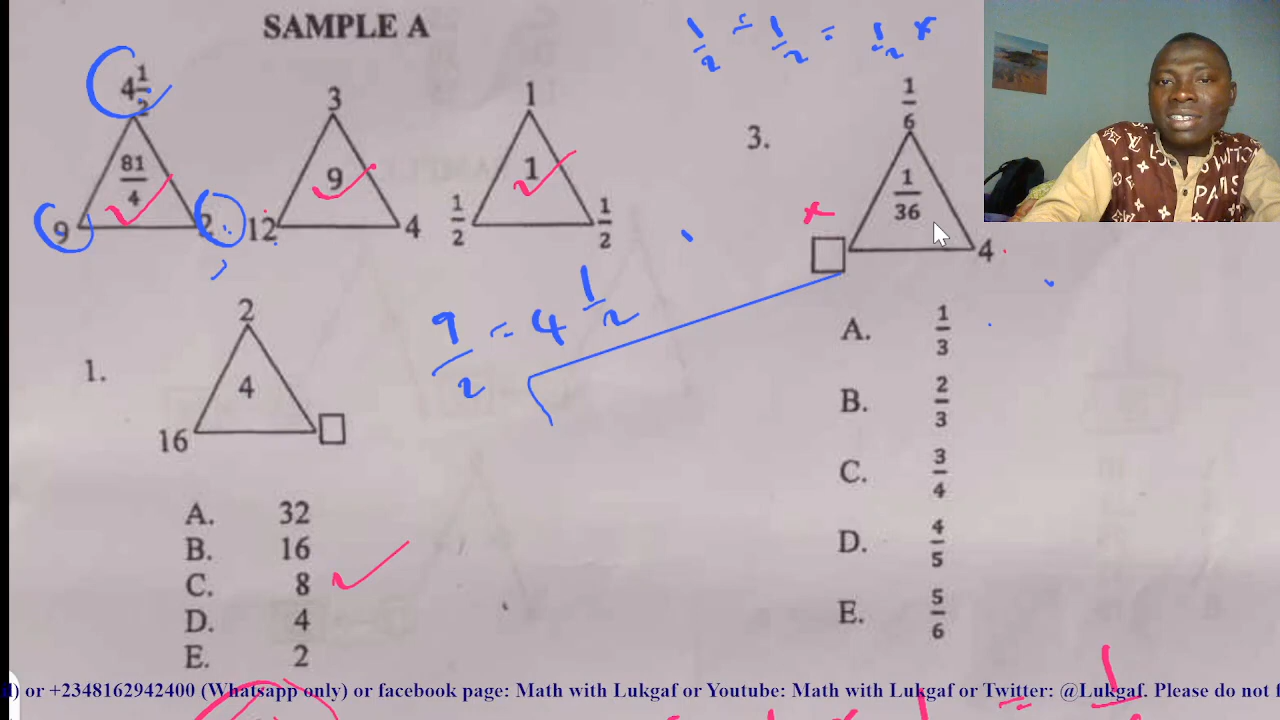 SAMPLE A
1/2 ÷ 1/2 = 1/2 ×
4 1/2
81/4
9
2
3
9
12
4
1
1
1/2
1/2
3.
1/6
1/36
4
9/2 = 4 1/2
1.
2
4
16
A. 32
B. 16
C. 8
D. 4
E. 2
A. 1/3
B. 2/3
C. 3/4
D. 4/5
E. 5/6
or +2348162942400 (Whatsapp only) or facebook page: Math with Lukgaf or Youtube: Math with Lukgaf or Twitter: @Lukgaf. Please do not